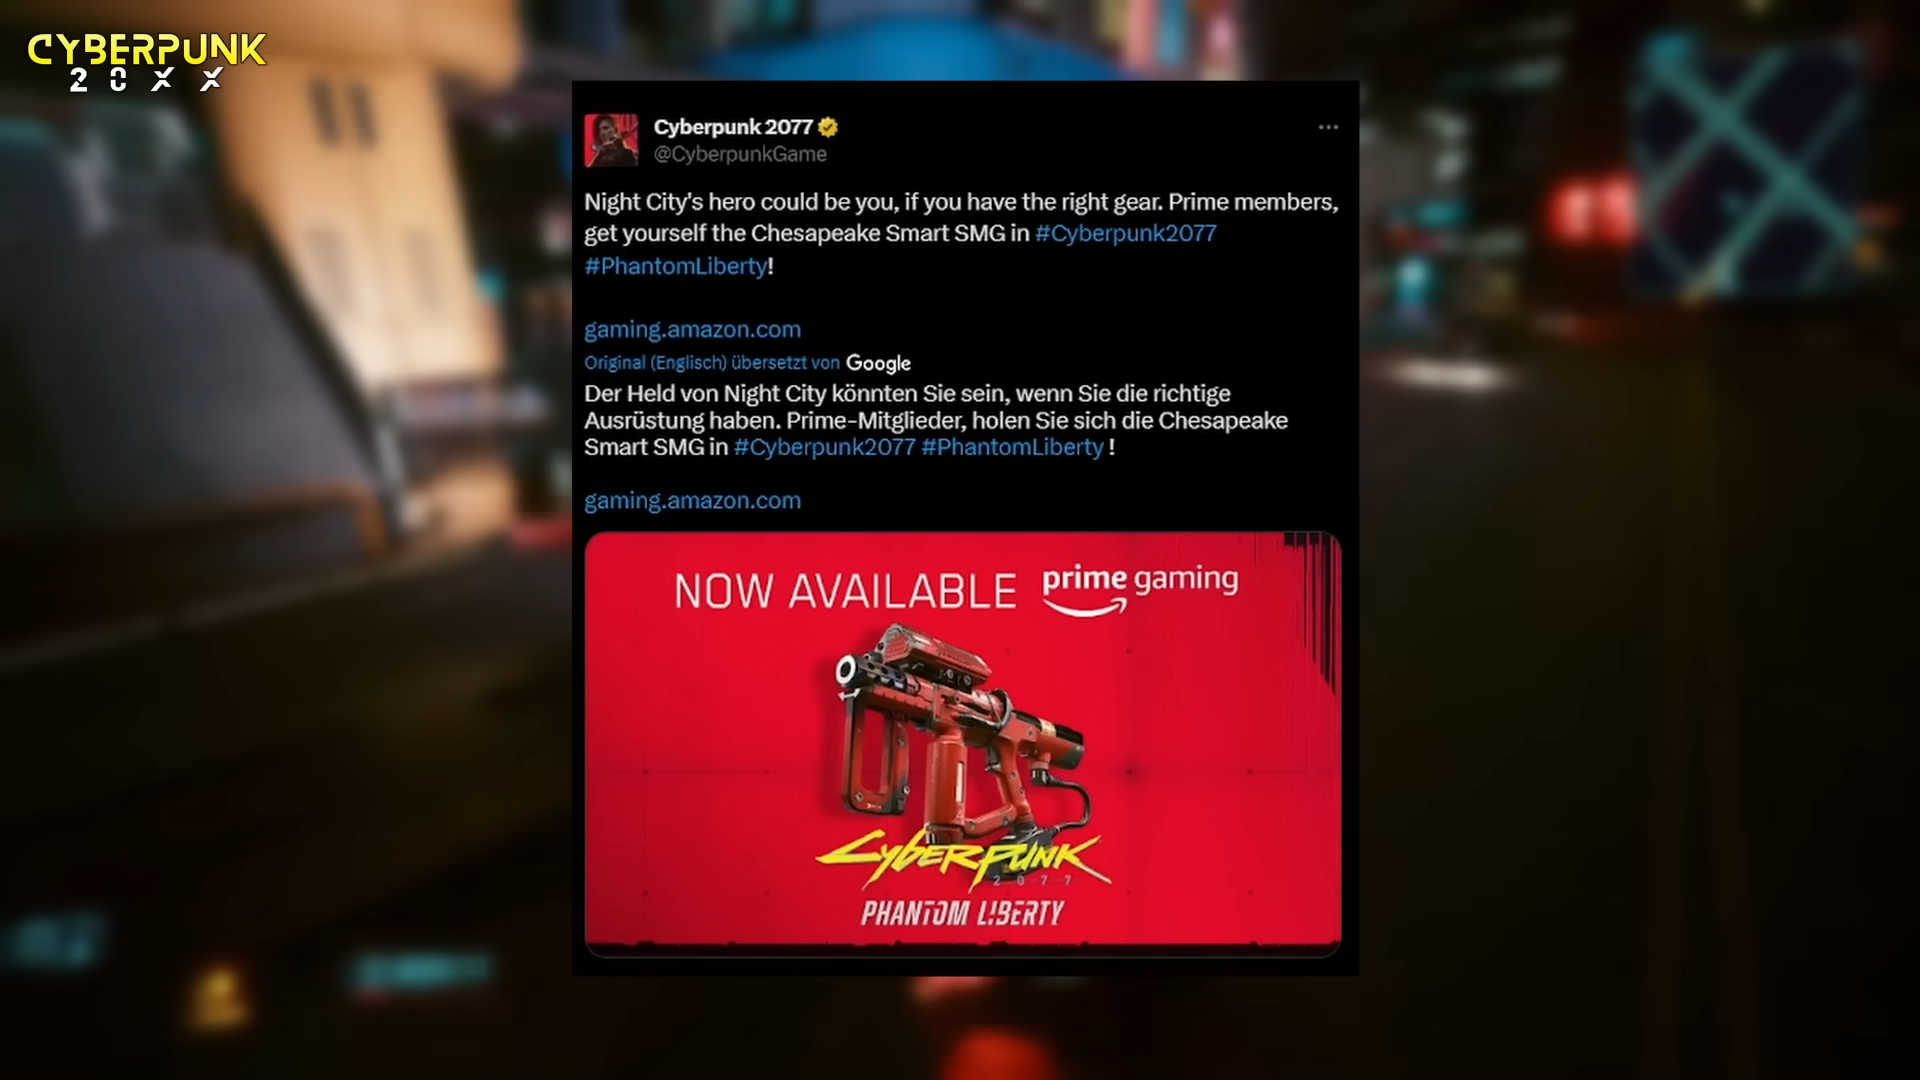 CYBERPUNK
20XX
Cyberpunk 2077
@CyberpunkGame
Night City's hero could be you, if you have the right gear. Prime members,
get yourself the Chesapeake Smart SMG in #Cyberpunk2077
#PhantomLiberty!
gaming.amazon.com
Original (Englisch) übersetzt von Google
Der Held von Night City könnten Sie sein, wenn Sie die richtige
Ausrüstung haben. Prime-Mitglieder, holen Sie sich die Chesapeake
Smart SMG in #Cyberpunk2077 #PhantomLiberty !
gaming.amazon.com
NOW AVAILABLE prime gaming
Cyberpunk
2077
PHANTOM LIBERTY